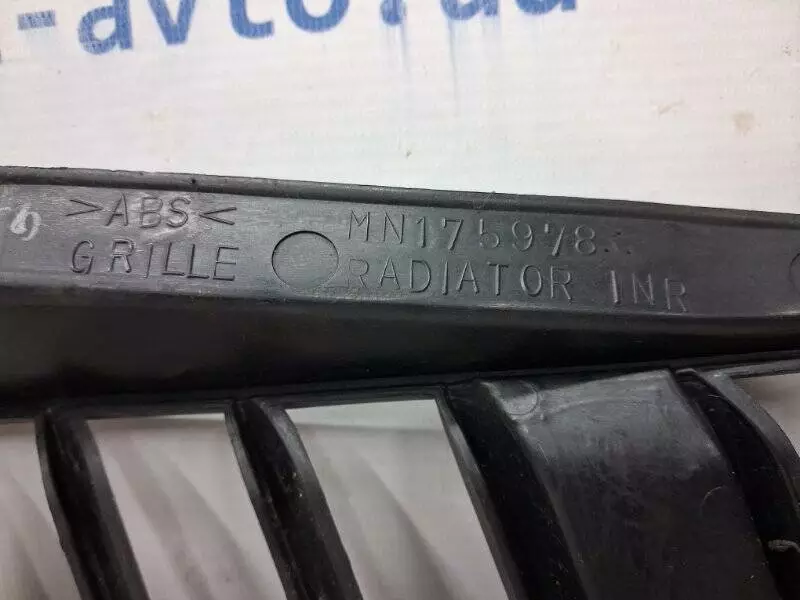 -avto.ua
>ABS< MN175978
GRILLE RADIATOR INR